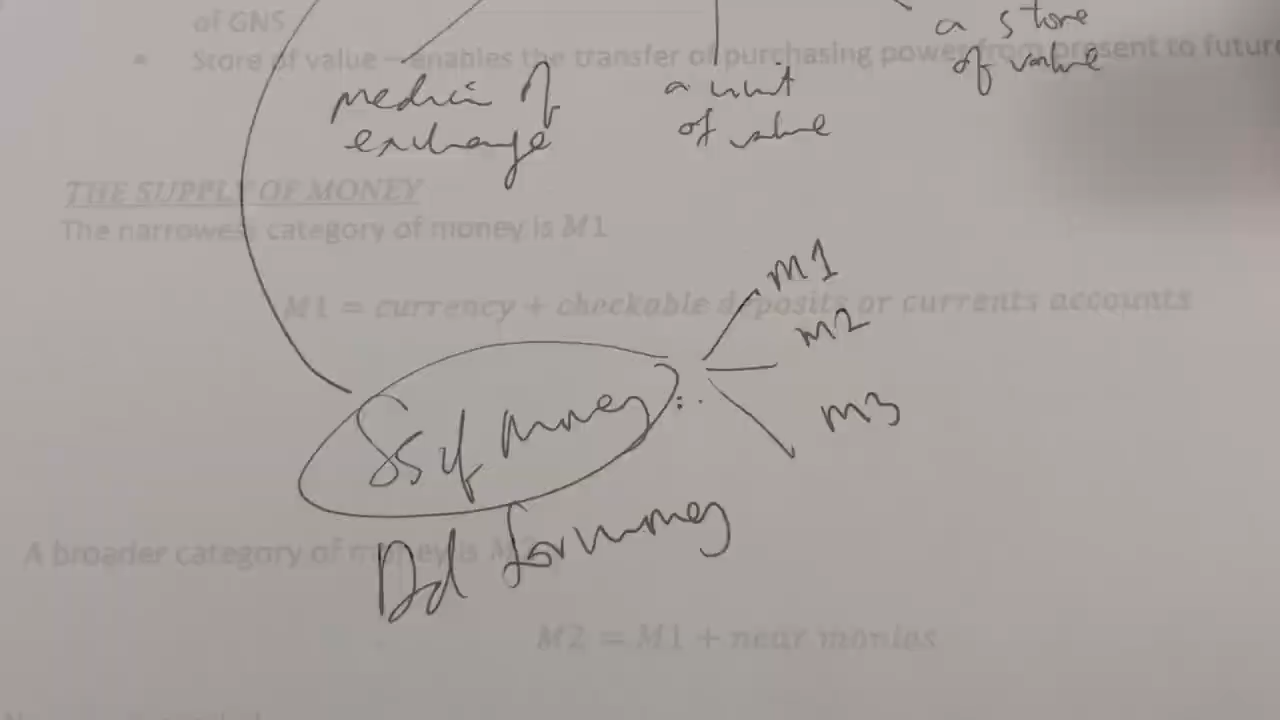 of GNS
a store
• Store of value – enables the transfer of purchasing power from present to future
of value
medium of
a unit
exchange
of value
THE SUPPLY OF MONEY
The narrowest category of money is M1
M1
M1 = currency + checkable deposits or currents accounts
M2
M3
SS of money
Dd for money
A broader category of money is M2
M2 = M1 + near monies